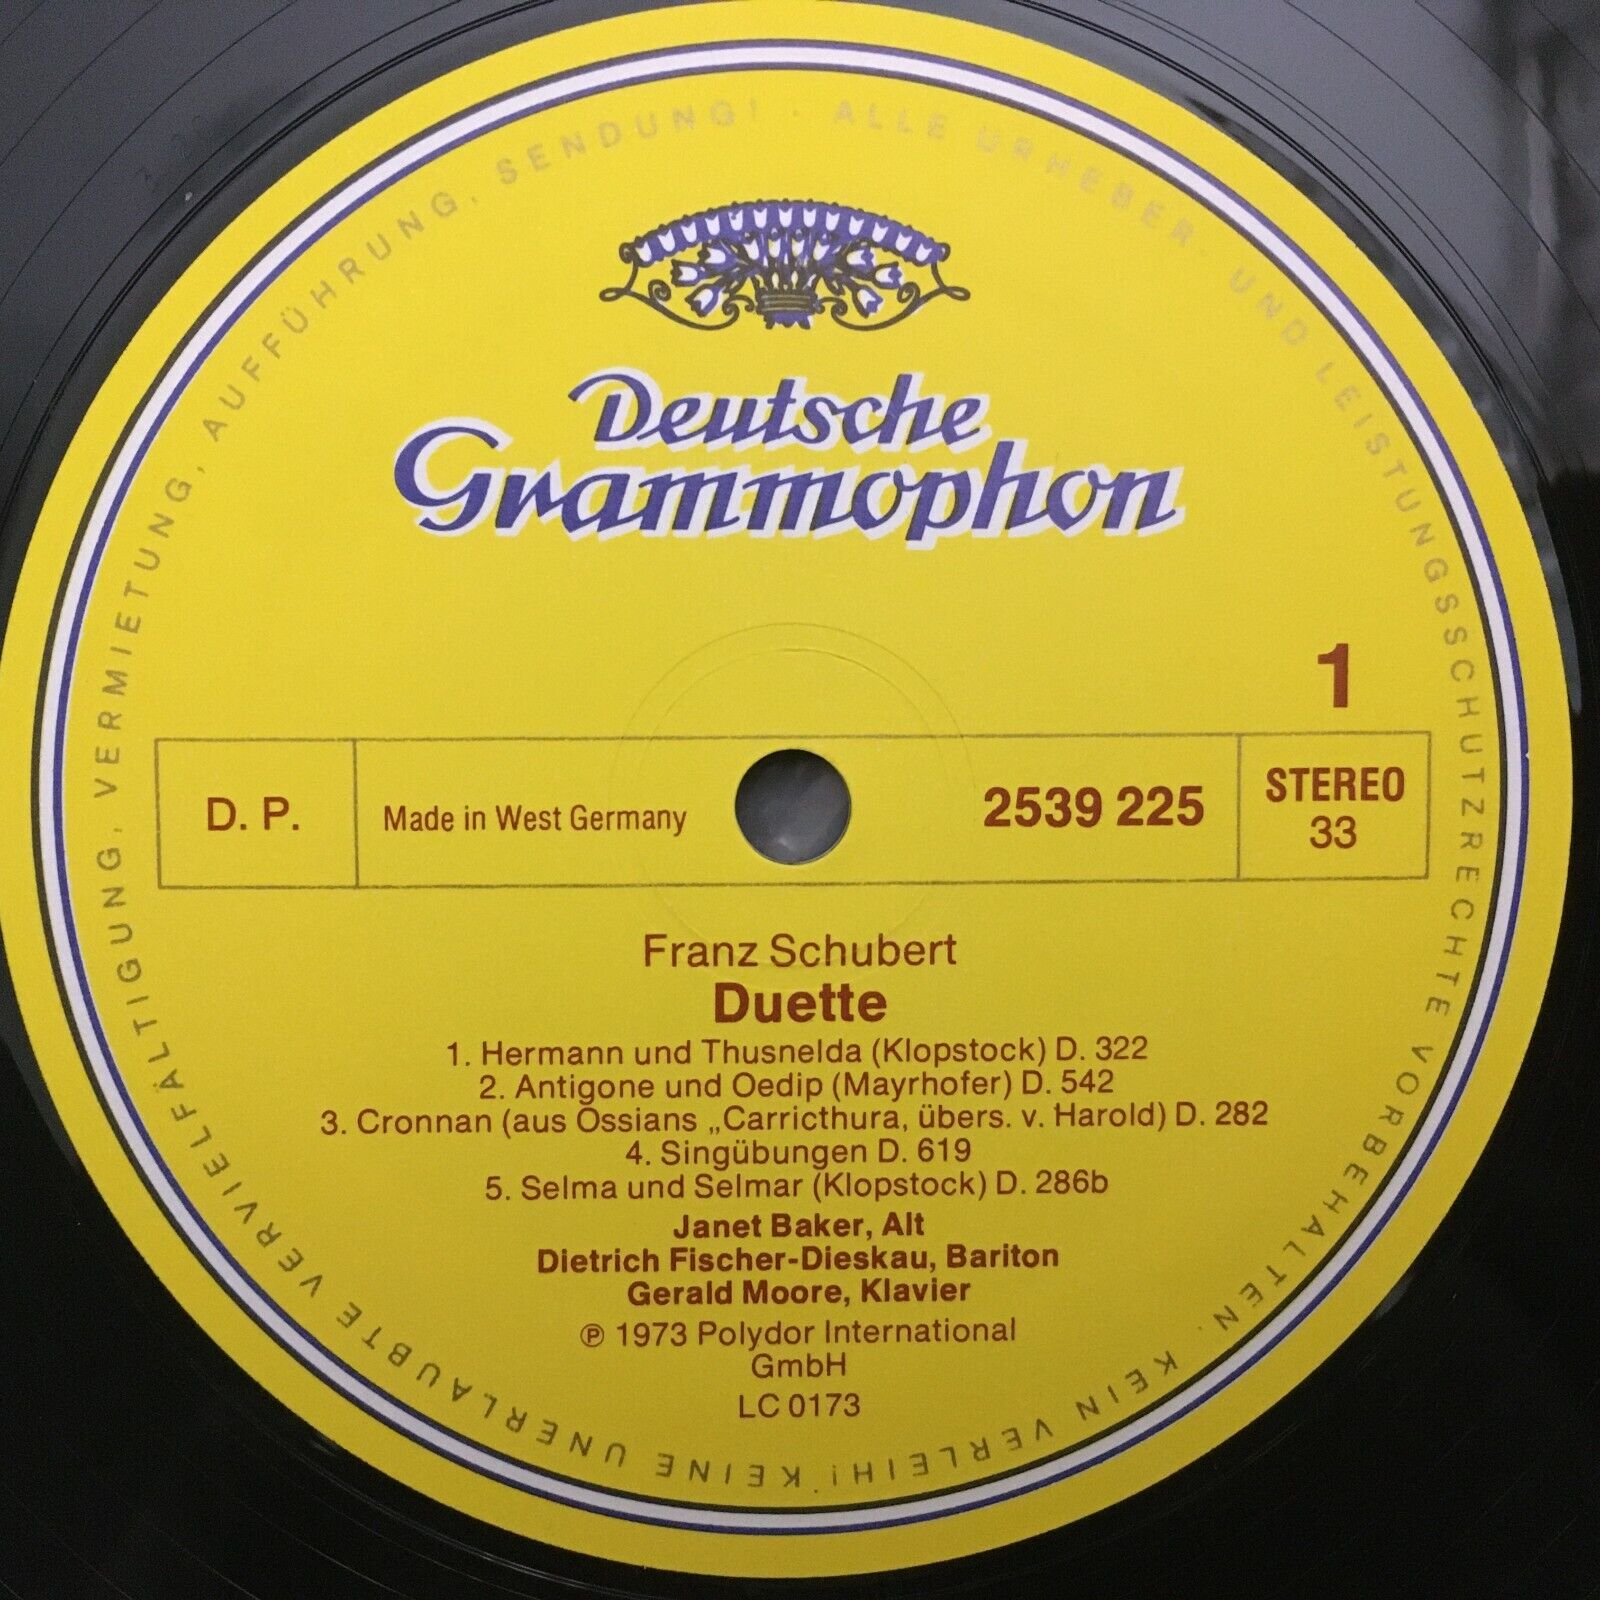 ALLE URHEBER- UND LEISTUNGSSCHUTZRECHTE VORBEHALTEN. KEIN VERLEIH! KEINE UNERLAUBTE VERVIELFÄLTIGUNG, VERMIETUNG, AUFFÜHRUNG, SENDUNG! ·
Deutsche
Grammophon
1
D. P.
Made in West Germany
2539 225
STEREO
33
Franz Schubert
Duette
1. Hermann und Thusnelda (Klopstock) D. 322
2. Antigone und Oedip (Mayrhofer) D. 542
3. Cronnan (aus Ossians „Carricthura, übers. v. Harold) D. 282
4. Singübungen D. 619
5. Selma und Selmar (Klopstock) D. 286b
Janet Baker, Alt
Dietrich Fischer-Dieskau, Bariton
Gerald Moore, Klavier
℗ 1973 Polydor International
GmbH
LC 0173